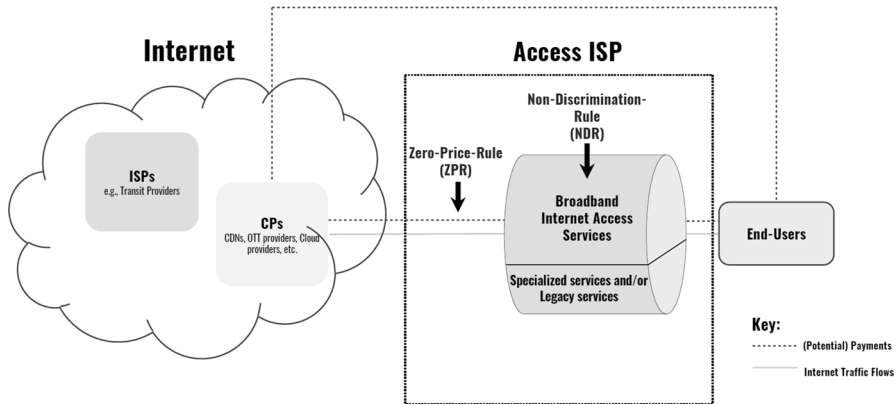 Internet
Access ISP
ISPs
e.g., Transit Providers
CPs
CDNs, OTT providers, Cloud
providers, etc.
Zero-Price-Rule
(ZPR)
Non-Discrimination-
Rule
(NDR)
Broadband
Internet Access
Services
Specialized services and/or
Legacy services
End-Users
Key:
(Potential) Payments
Internet Traffic Flows